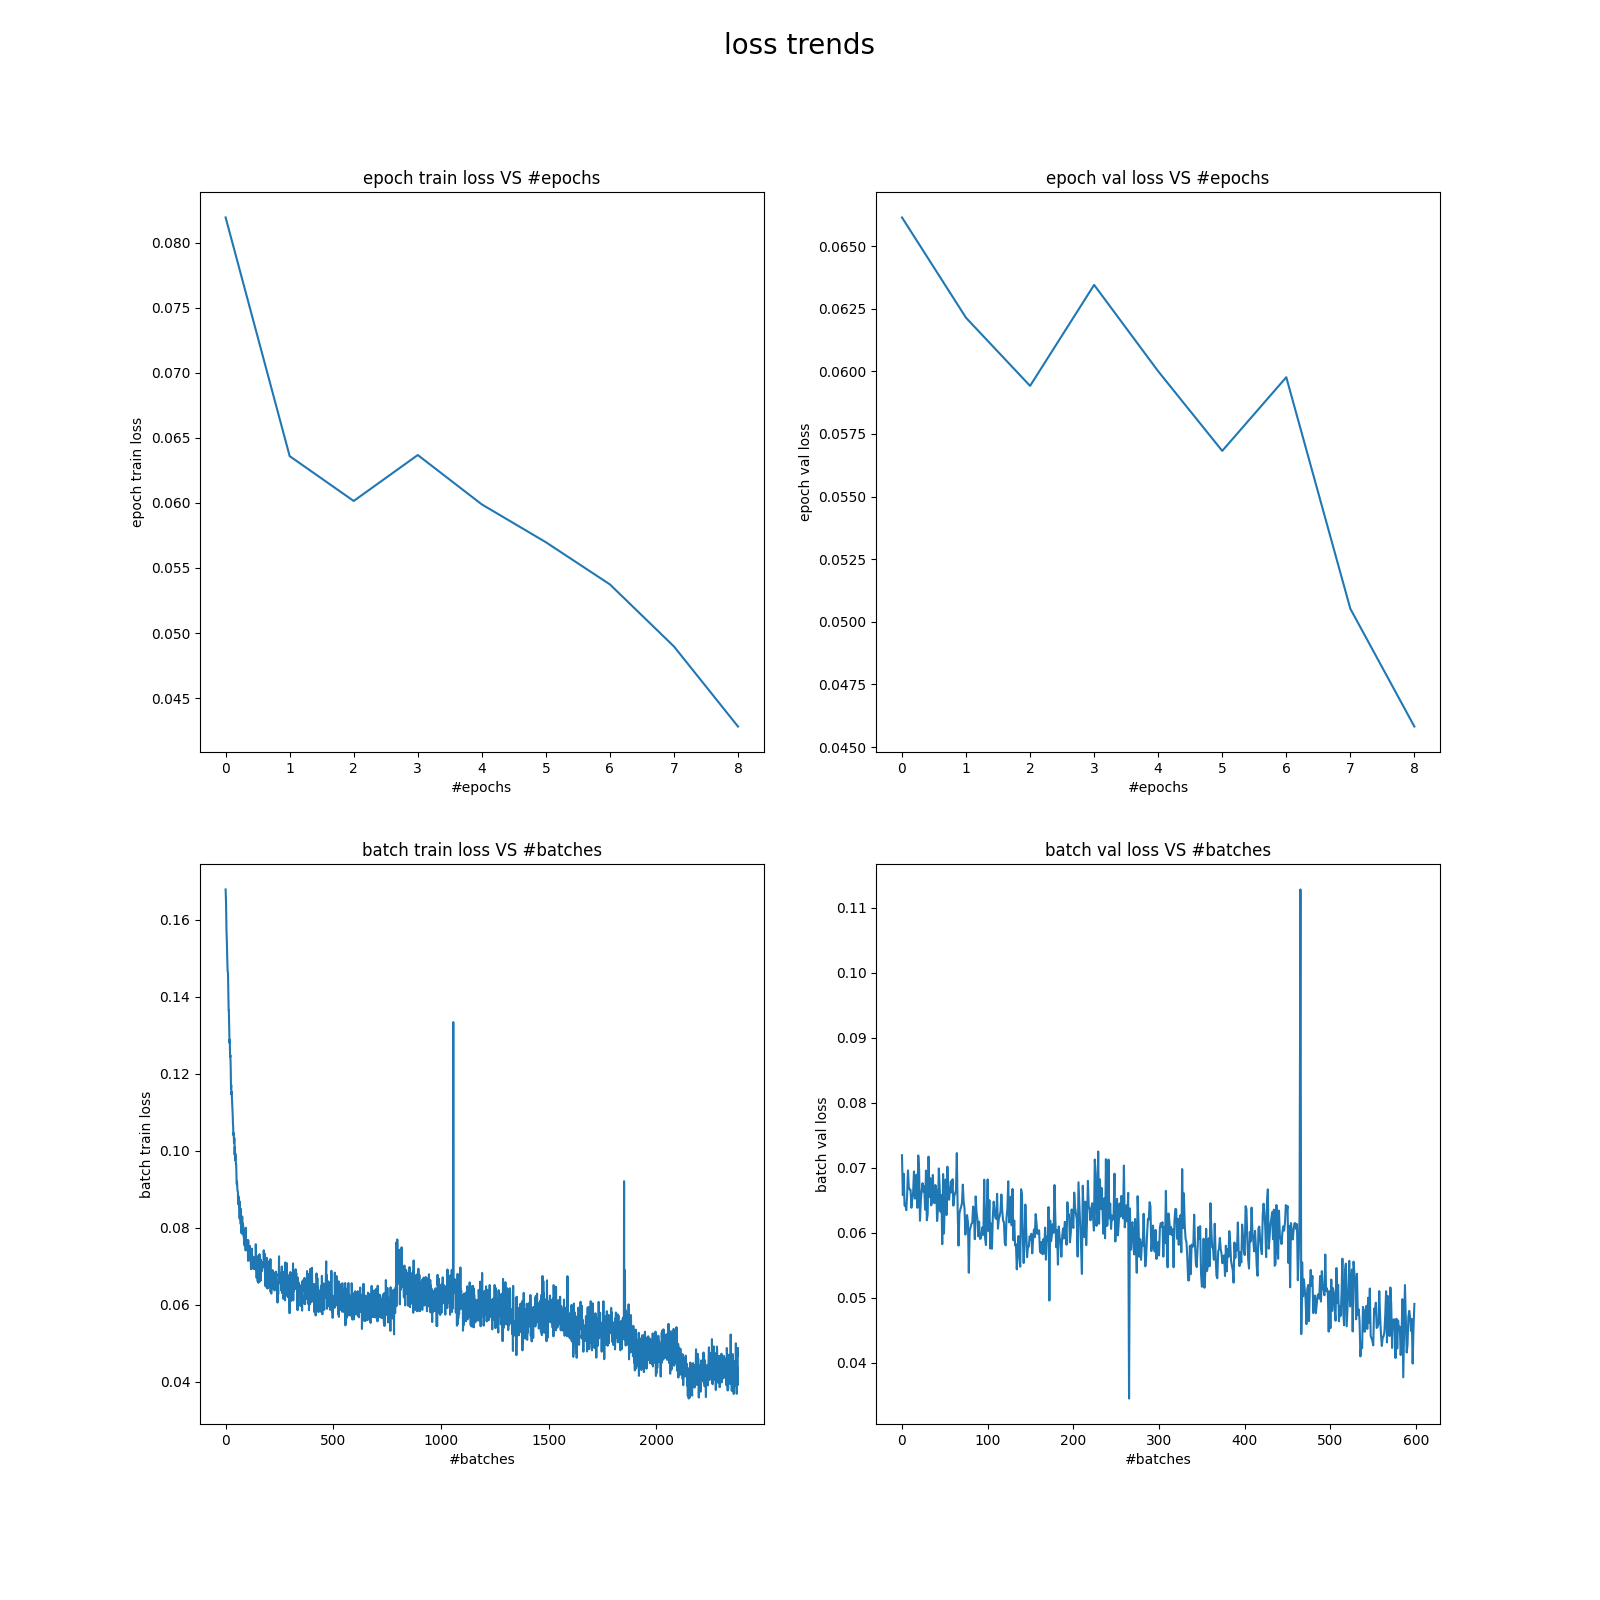 loss trends
epoch train loss VS #epochs
epoch val loss VS #epochs
0.080
0.075
0.070
0.065
0.060
0.055
0.050
0.045
epoch train loss
0 1 2 3 4 5 6 7 8
#epochs
0.0650
0.0625
0.0600
0.0575
0.0550
0.0525
0.0500
0.0475
0.0450
epoch val loss
0 1 2 3 4 5 6 7 8
#epochs
batch train loss VS #batches
batch val loss VS #batches
0.16
0.14
0.12
0.10
0.08
0.06
0.04
batch train loss
0 500 1000 1500 2000
#batches
0.11
0.10
0.09
0.08
0.07
0.06
0.05
0.04
batch val loss
0 100 200 300 400 500 600
#batches